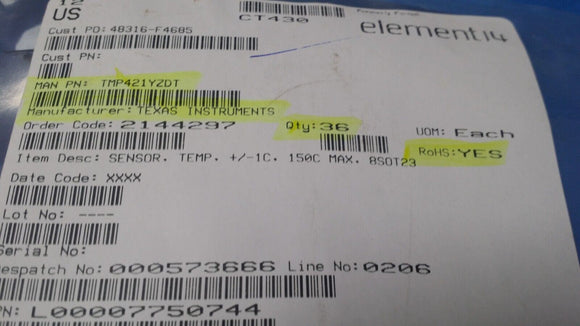 12
US
CT430
element14
Cust PO: 48316-F4685
Cust PN:
MAN PN: TMP421YZDT
Manufacturer: TEXAS INSTRUMENTS
Order Code: 2144297 Qty: 36 UOM: Each
Item Desc: SENSOR. TEMP. +/-1C. 150C MAX. 8SOT23 RoHS: YES
Date Code: XXXX
Lot No: ----
Serial No:
espatch No: 000573666 Line No: 0206
PN: L00007750744